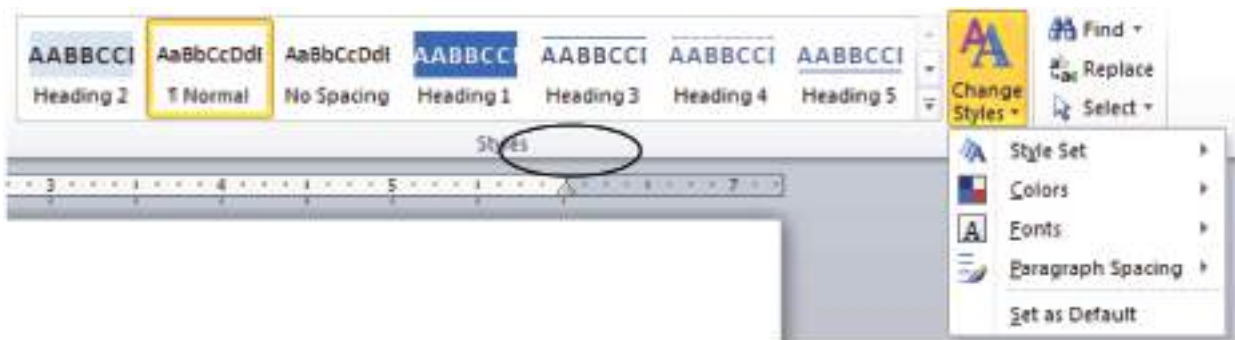 AABBCCI AaBbCcDdI AaBbCcDdI AABBCCI AABBCCI AABBCCI AABBCCI
Heading 2 ¶ Normal No Spacing Heading 1 Heading 3 Heading 4 Heading 5
Change Styles
Find
Replace
Select
Styles
3 4 5 7
Style Set
Colors
Fonts
Paragraph Spacing
Set as Default